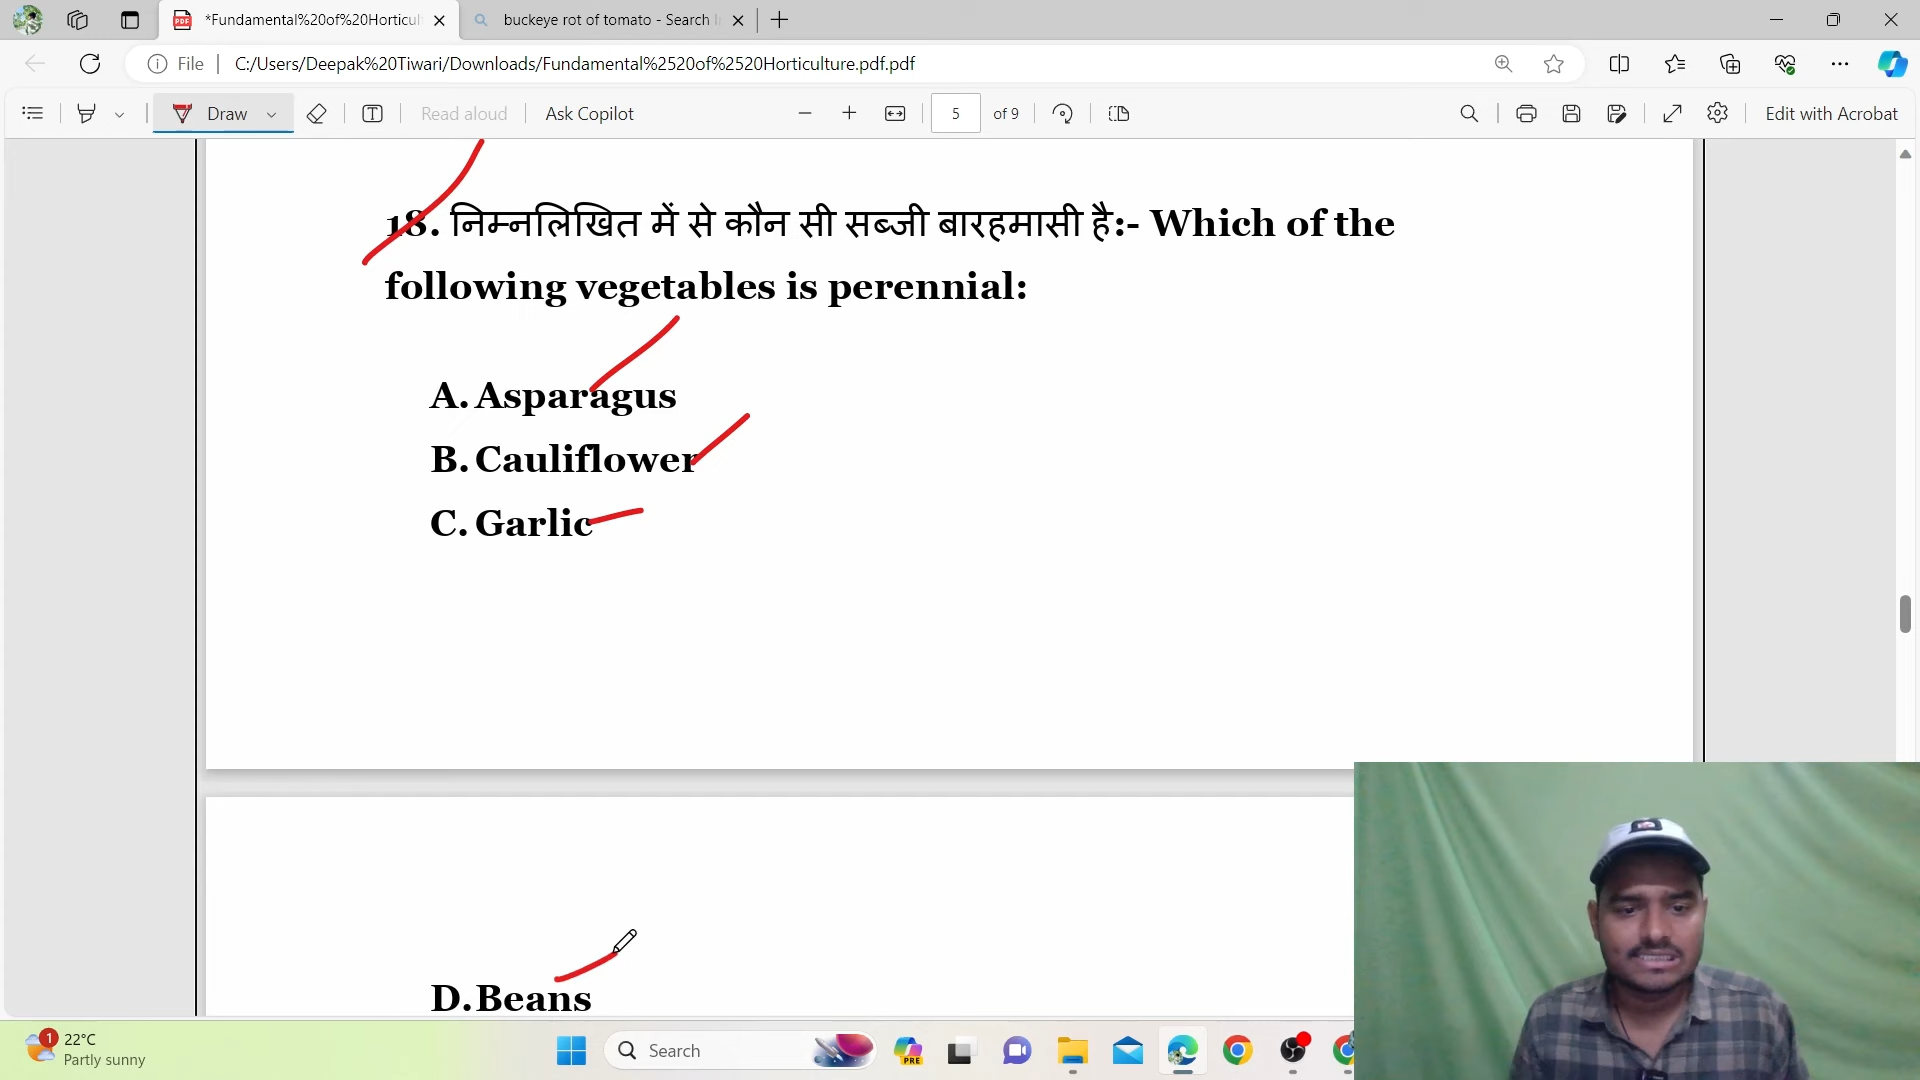 *Fundamental%20of%20Horticul
buckeye rot of tomato - Search
File
C:/Users/Deepak%20Tiwari/Downloads/Fundamental%2520of%2520Horticulture.pdf.pdf
Draw
Read aloud
Ask Copilot
5
of 9
Edit with Acrobat
18. निम्नलिखित में से कौन सी सब्जी बारहमासी है:- Which of the
following vegetables is perennial:
A. Asparagus
B. Cauliflower
C. Garlic
D. Beans
1
22°C
Partly sunny
Search
PRE